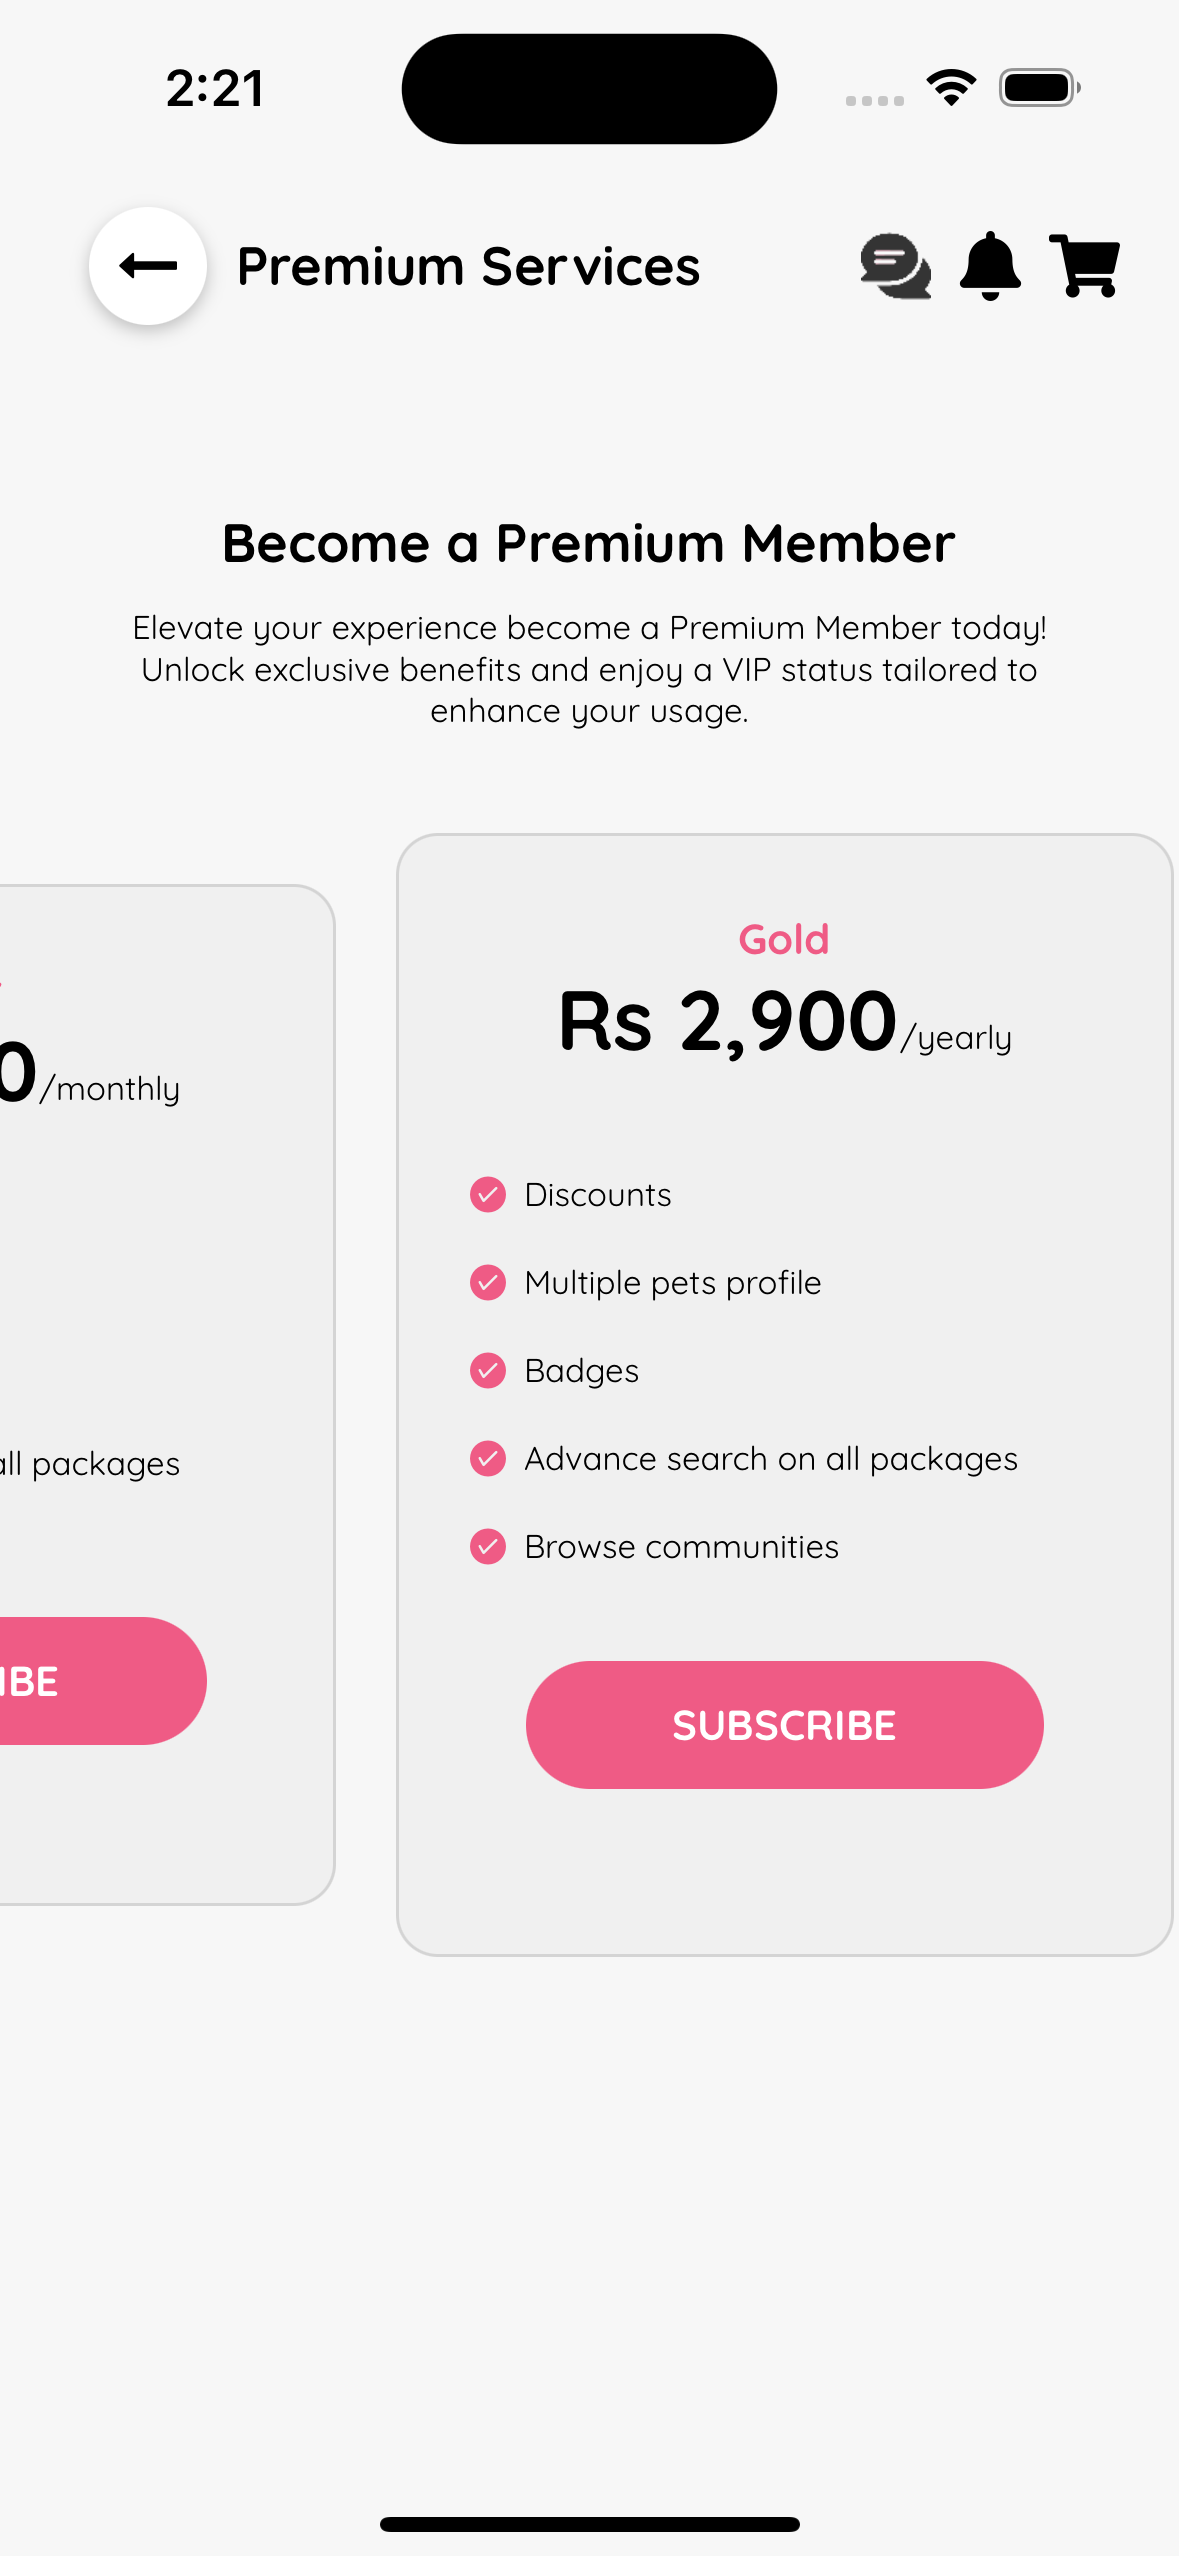 2:21
Premium Services
Become a Premium Member
Elevate your experience become a Premium Member today!
Unlock exclusive benefits and enjoy a VIP status tailored to
enhance your usage.
0/monthly
all packages
IBE
Gold
Rs 2,900/yearly
Discounts
Multiple pets profile
Badges
Advance search on all packages
Browse communities
SUBSCRIBE